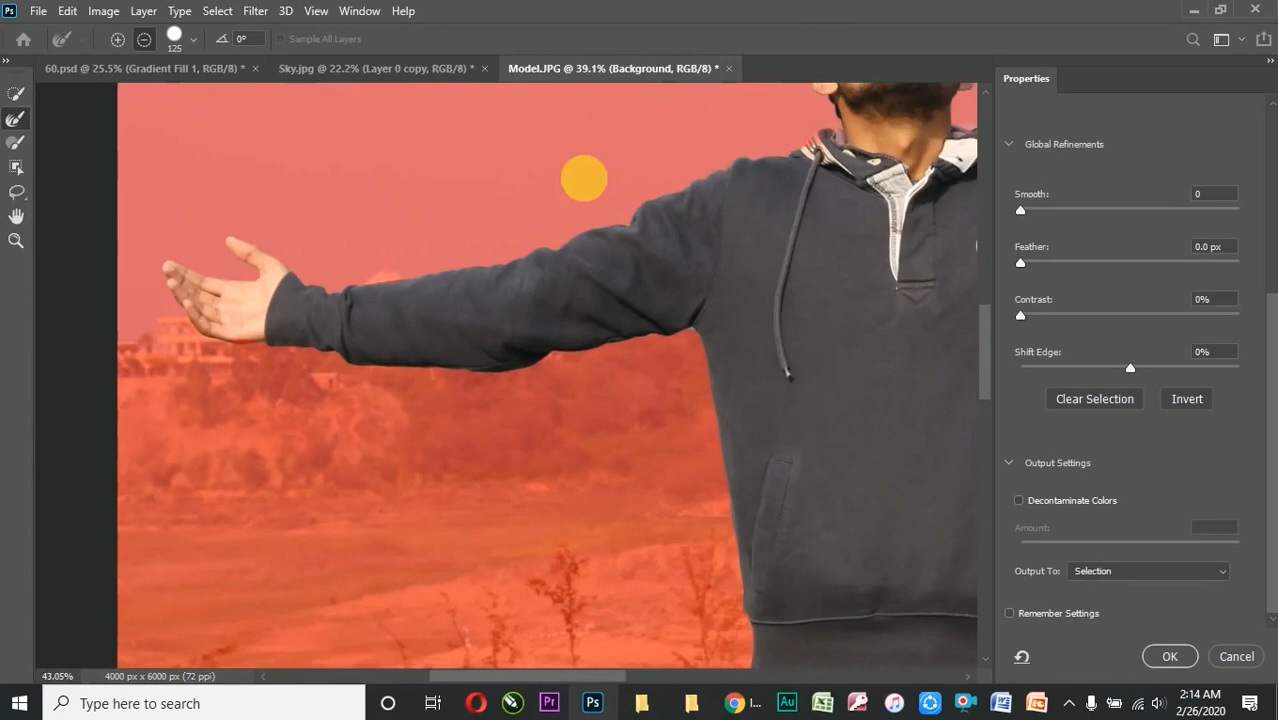 Ps File Edit Image Layer Type Select Filter 3D View Window Help
125 0° Sample All Layers
60.psd @ 25.5% (Gradient Fill 1, RGB/8) * Sky.jpg @ 22.2% (Layer 0 copy, RGB/8) * Model.JPG @ 39.1% (Background, RGB/8) *
Properties
Global Refinements
Smooth: 0
Feather: 0.0 px
Contrast: 0%
Shift Edge: 0%
Clear Selection Invert
Output Settings
Decontaminate Colors
Amount:
Output To: Selection
Remember Settings
OK Cancel
43.05% 4000 px x 6000 px (72 ppi)
Type here to search Pr Ps I... Au 2:14 AM
2/26/2020